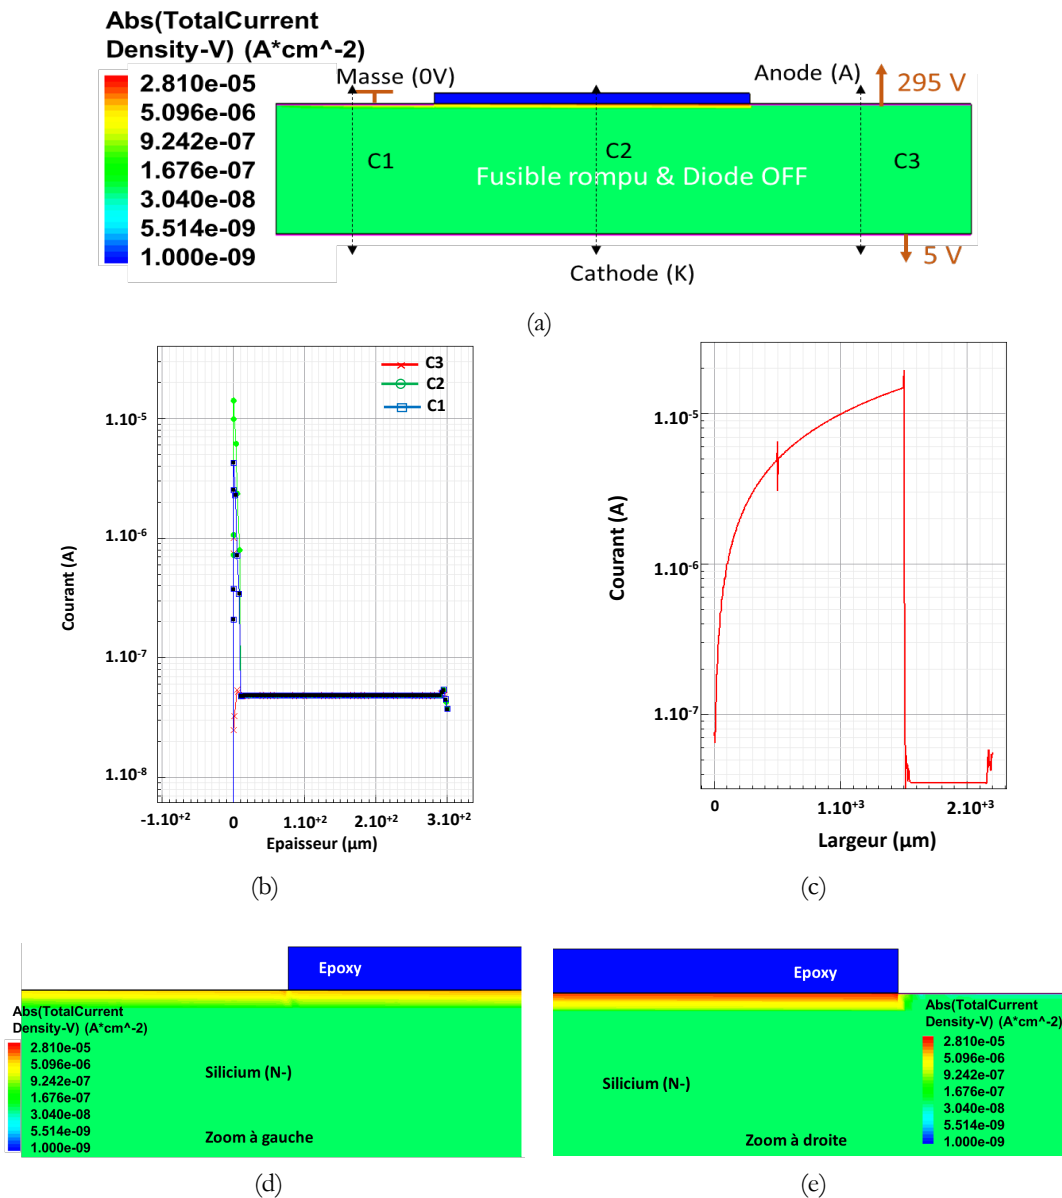 Abs(TotalCurrent
Density-V) (A*cm^-2)
2.810e-05
5.096e-06
9.242e-07
1.676e-07
3.040e-08
5.514e-09
1.000e-09
Masse (0V)
Anode (A)
295 V
C1
C2
C3
Fusible rompu & Diode OFF
Cathode (K)
5 V
(a)
C3
C2
C1
1.10-5
1.10-6
1.10-7
1.10-8
Courant (A)
-1.10+2
0
1.10+2
2.10+2
3.10+2
Epaisseur (µm)
(b)
1.10-5
1.10-6
1.10-7
Courant (A)
0
1.10+3
2.10+3
Largeur (µm)
(c)
Epoxy
Abs(TotalCurrent
Density-V) (A*cm^-2)
2.810e-05
5.096e-06
9.242e-07
1.676e-07
3.040e-08
5.514e-09
1.000e-09
Silicium (N-)
Zoom à gauche
(d)
Epoxy
Abs(TotalCurrent
Density-V) (A*cm^-2)
2.810e-05
5.096e-06
9.242e-07
1.676e-07
3.040e-08
5.514e-09
1.000e-09
Silicium (N-)
Zoom à droite
(e)